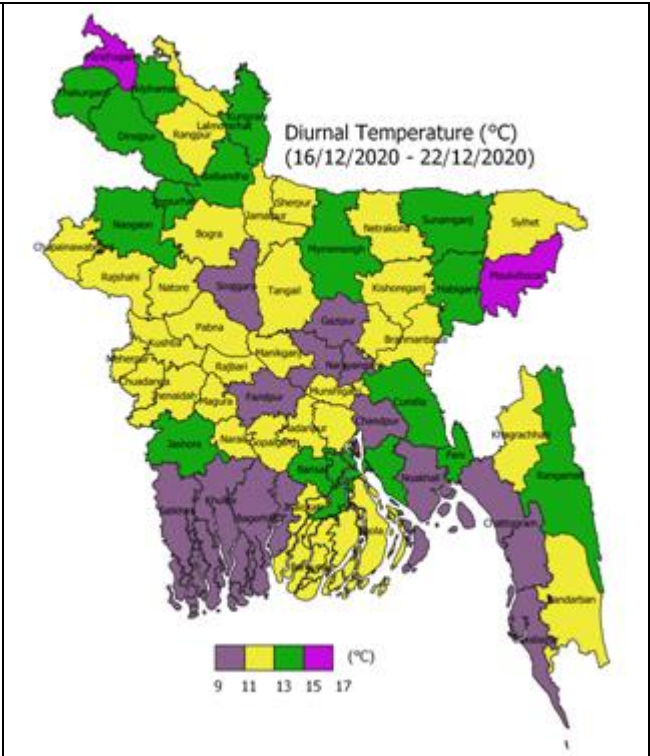 Panchagarh
Thakurgaon
Nilphamari
Lalmonirhat
Kurigram
Dinajpur
Rangpur
Diurnal Temperature (°C)
(16/12/2020 - 22/12/2020)
Gaibandha
Joypurhat
Naogaon
Sherpur
Jamalpur
Bogra
Mymensingh
Netrakona
Sunamganj
Sylhet
Chapainawabganj
Rajshahi
Natore
Sirajganj
Tangail
Kishoreganj
Habiganj
Moulvibazar
Pabna
Gazipur
Kushtia
Brahmanbaria
Meherpur
Manikganj
Narayanganj
Rajbari
Chuadanga
Jhenaidah
Magura
Faridpur
Munshiganj
Comilla
Chandpur
Khagrachhari
Jashore
Narail
Gopalganj
Madaripur
Feni
Barisal
Noakhali
Rangamati
Satkhira
Khulna
Bagerhat
Bhola
Chattogram
Bandarban
(°C)
9 11 13 15 17